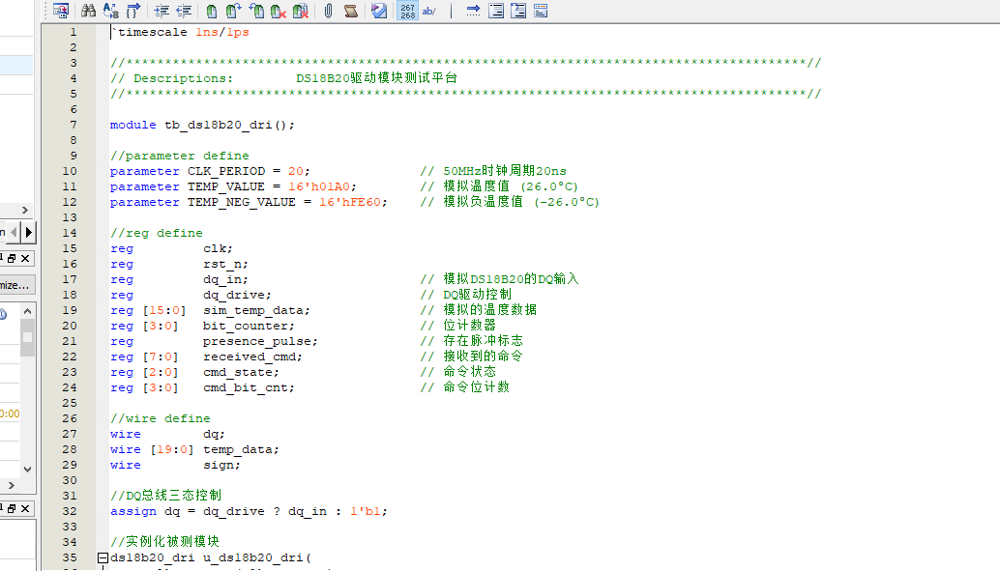 267
268
ab/
1 `timescale 1ns/1ps
2
3 //****************************************************************************************//
4 // Descriptions:        DS18B20驱动模块测试平台
5 //****************************************************************************************//
6
7 module tb_ds18b20_dri();
8
9 //parameter define
10 parameter CLK_PERIOD = 20;              // 50MHz时钟周期20ns
11 parameter TEMP_VALUE = 16'h01A0;        // 模拟温度值 (26.0°C)
12 parameter TEMP_NEG_VALUE = 16'hFE60;    // 模拟负温度值 (-26.0°C)
13
14 //reg define
15 reg         clk;
16 reg         rst_n;
17 reg         dq_in;                      // 模拟DS18B20的DQ输入
18 reg         dq_drive;                   // DQ驱动控制
19 reg [15:0]  sim_temp_data;              // 模拟的温度数据
20 reg [3:0]   bit_counter;                // 位计数器
21 reg         presence_pulse;             // 存在脉冲标志
22 reg [7:0]   received_cmd;               // 接收到的命令
23 reg [2:0]   cmd_state;                  // 命令状态
24 reg [3:0]   cmd_bit_cnt;                // 命令位计数
25
26 //wire define
27 wire        dq;
28 wire [19:0] temp_data;
29 wire        sign;
30
31 //DQ总线三态控制
32 assign dq = dq_drive ? dq_in : 1'b1;
33
34 //实例化被测模块
35 ds18b20_dri u_ds18b20_dri(
mize...
0:00